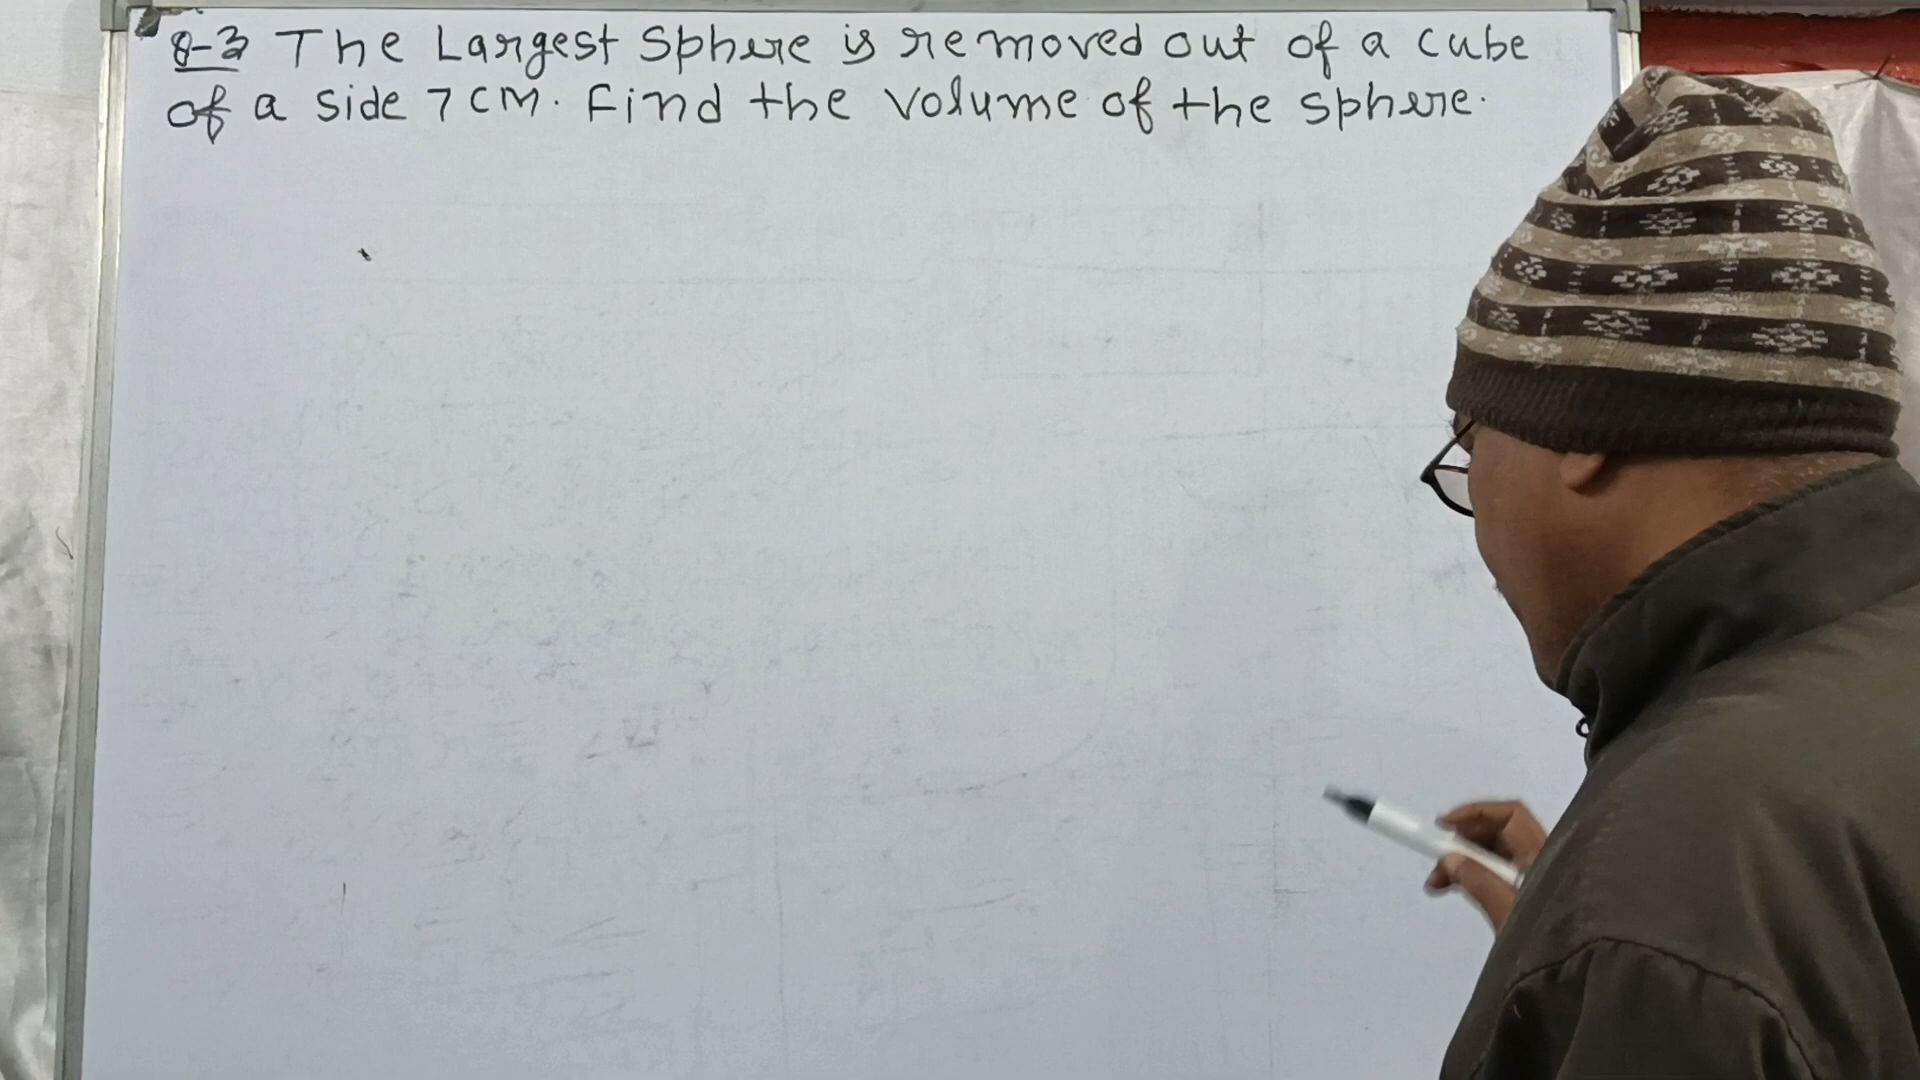 Q-3 The Largest Sphere is removed out of a cube
of a side 7 CM. Find the volume of the sphere.